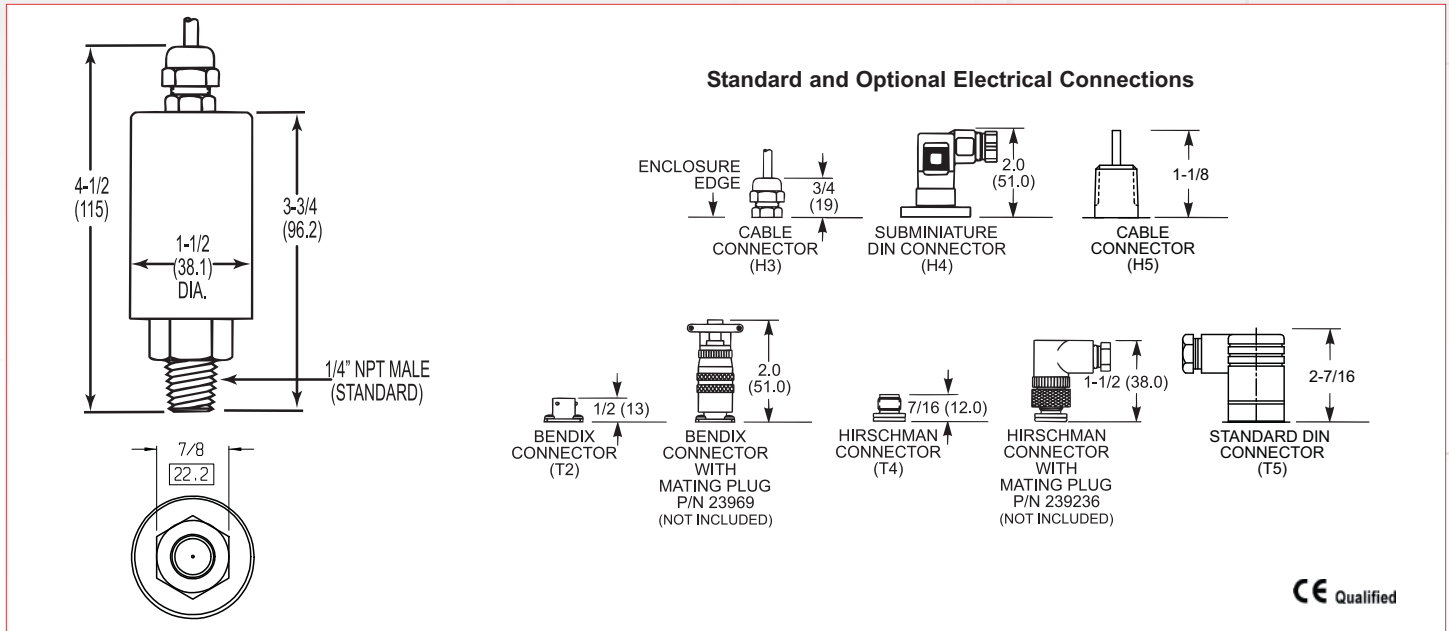 Standard and Optional Electrical Connections
4-1/2
(115)
3-3/4
(96.2)
1-1/2
(38.1)
DIA.
1/4" NPT MALE
(STANDARD)
7/8
22.2
ENCLOSURE
EDGE
3/4
(19)
CABLE
CONNECTOR
(H3)
2.0
(51.0)
SUBMINIATURE
DIN CONNECTOR
(H4)
1-1/8
CABLE
CONNECTOR
(H5)
1/2 (13)
BENDIX
CONNECTOR
(T2)
2.0
(51.0)
BENDIX
CONNECTOR
WITH
MATING PLUG
P/N 23969
(NOT INCLUDED)
7/16 (12.0)
HIRSCHMAN
CONNECTOR
(T4)
1-1/2 (38.0)
HIRSCHMAN
CONNECTOR
WITH
MATING PLUG
P/N 239236
(NOT INCLUDED)
2-7/16
STANDARD DIN
CONNECTOR
(T5)
CE Qualified